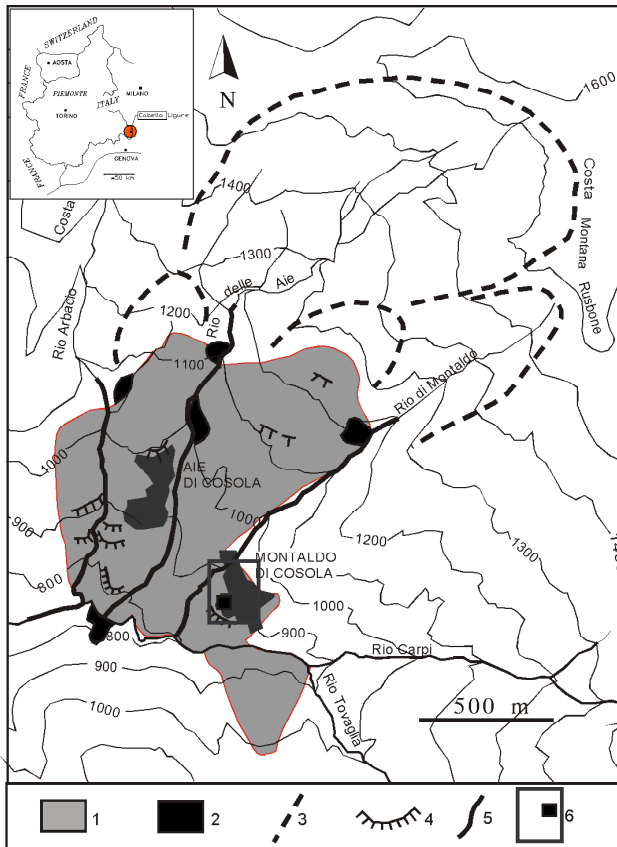 SWITZERLAND
AOSTA
FRANCE
PIEMONTE
MILANO
ITALY
TORINO
Cabella Ligure
GENOVA
FRANCE
50 km
N
1600
Costa
Costa Montana Rusbone
1400
1300
Rio delle Aie
1200
Rio Arbacio
1100
Rio di Montaldo
1000
AIE
DI COSOLA
900
1000
1200
1300
800
MONTALDO
DI COSOLA
1000
900
800
Rio Carpi
900
Rio Tovaglia
1000
500 m
1
2
3
4
5
6